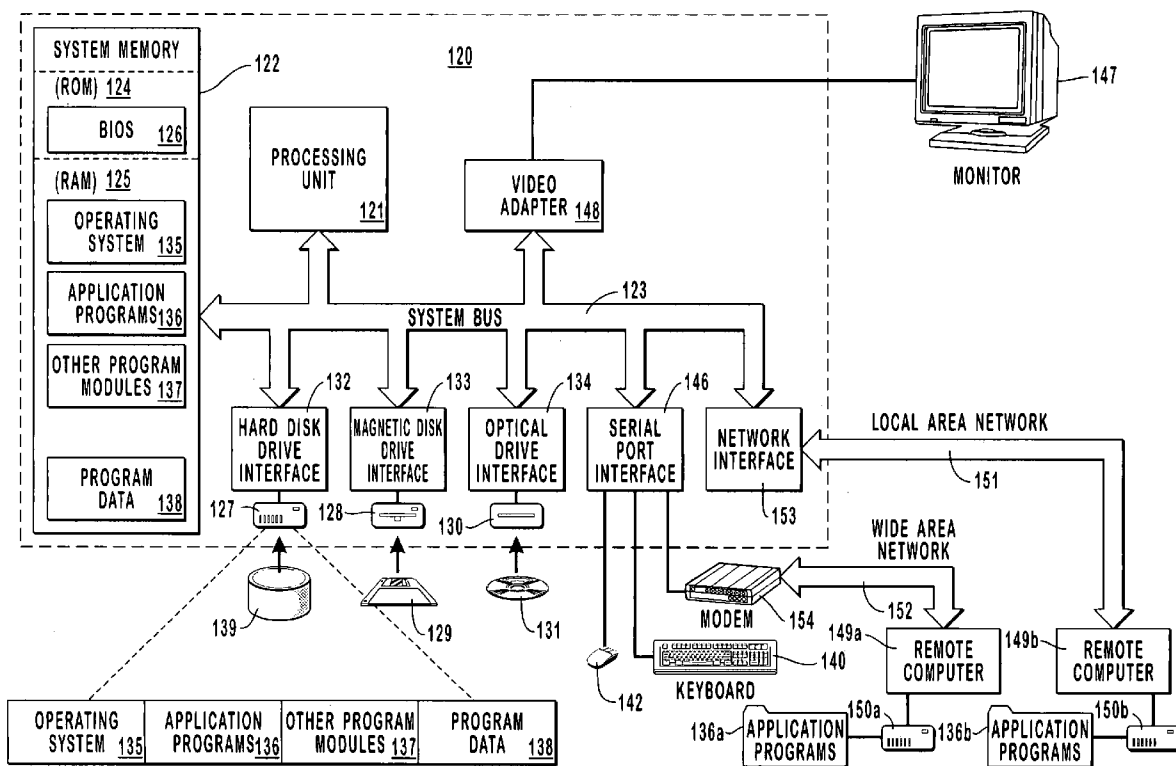 SYSTEM MEMORY
122
(ROM) 124
BIOS 126
(RAM) 125
OPERATING
SYSTEM 135
APPLICATION
PROGRAMS 136
OTHER PROGRAM
MODULES 137
PROGRAM
DATA 138
120
PROCESSING
UNIT
121
VIDEO
ADAPTER 148
147
MONITOR
123
SYSTEM BUS
132
HARD DISK
DRIVE
INTERFACE
133
MAGNETIC DISK
DRIVE
INTERFACE
134
OPTICAL
DRIVE
INTERFACE
146
SERIAL
PORT
INTERFACE
NETWORK
INTERFACE
153
LOCAL AREA NETWORK
151
127
128
130
139
129
131
WIDE AREA
NETWORK
152
MODEM
154
142
KEYBOARD
140
149a
REMOTE
COMPUTER
149b
REMOTE
COMPUTER
136a
APPLICATION
PROGRAMS
150a
136b
APPLICATION
PROGRAMS
150b
OPERATING
SYSTEM 135
APPLICATION
PROGRAMS 136
OTHER PROGRAM
MODULES 137
PROGRAM
DATA 138